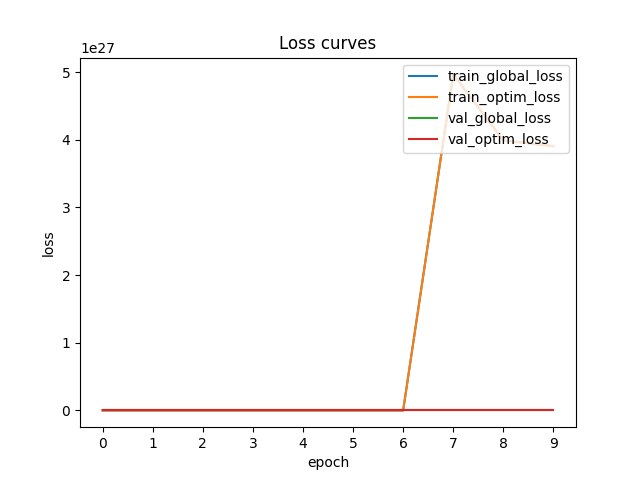 Loss curves
1e27
5
4
3
2
1
0
loss
train_global_loss
train_optim_loss
val_global_loss
val_optim_loss
0 1 2 3 4 5 6 7 8 9
epoch